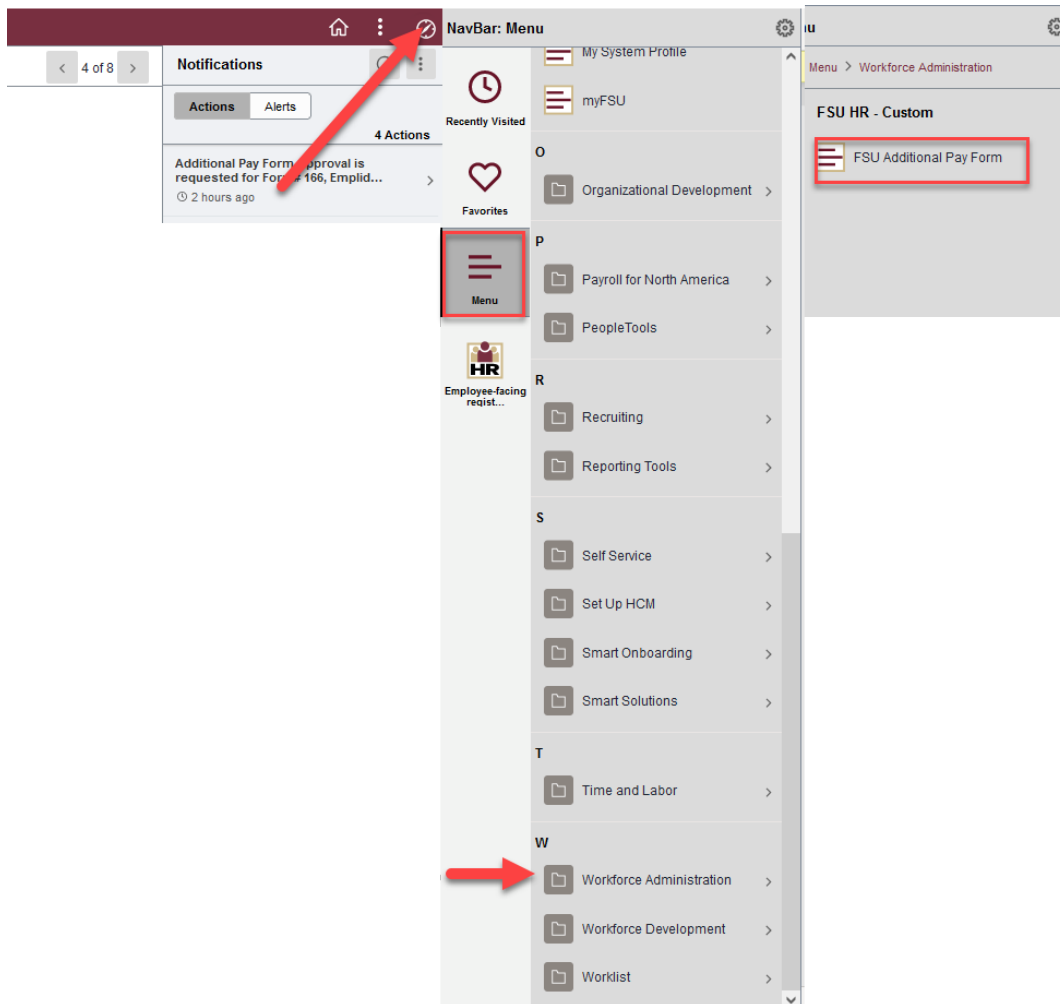 4 of 8
Notifications
Actions
Alerts
4 Actions
Additional Pay Form Approval is
requested for Form # 166, Emplid...
2 hours ago
NavBar: Menu
Recently Visited
Favorites
Menu
HR
Employee-facing
regist...
My System Profile
myFSU
O
Organizational Development
P
Payroll for North America
PeopleTools
R
Recruiting
Reporting Tools
S
Self Service
Set Up HCM
Smart Onboarding
Smart Solutions
T
Time and Labor
W
Workforce Administration
Workforce Development
Worklist
Menu > Workforce Administration
FSU HR - Custom
FSU Additional Pay Form